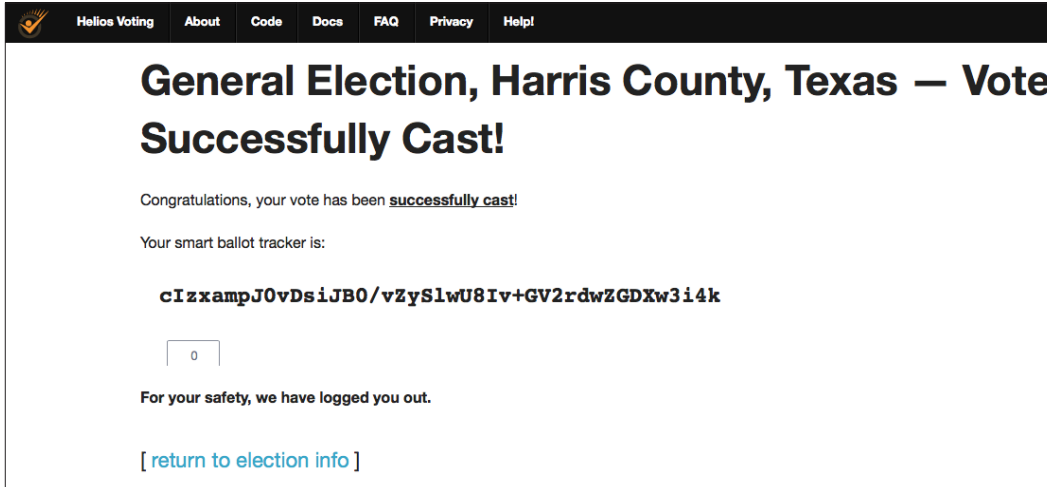 Helios Voting About Code Docs FAQ Privacy Help!
General Election, Harris County, Texas — Vote
Successfully Cast!
Congratulations, your vote has been successfully cast!
Your smart ballot tracker is:
cIzxampJ0vDsiJB0/vZySlwU8Iv+GV2rdwZGDXw3i4k
0
For your safety, we have logged you out.
[ return to election info ]